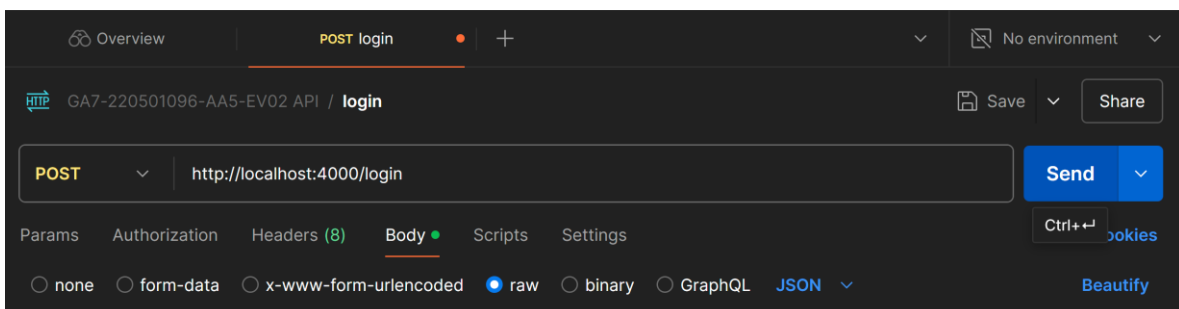 Overview POST login No environment
HTTP GA7-220501096-AA5-EV02 API / login Save Share
POST http://localhost:4000/login Send
Params Authorization Headers (8) Body Scripts Settings Ctrl+↵ ookies
none form-data x-www-form-urlencoded raw binary GraphQL JSON Beautify